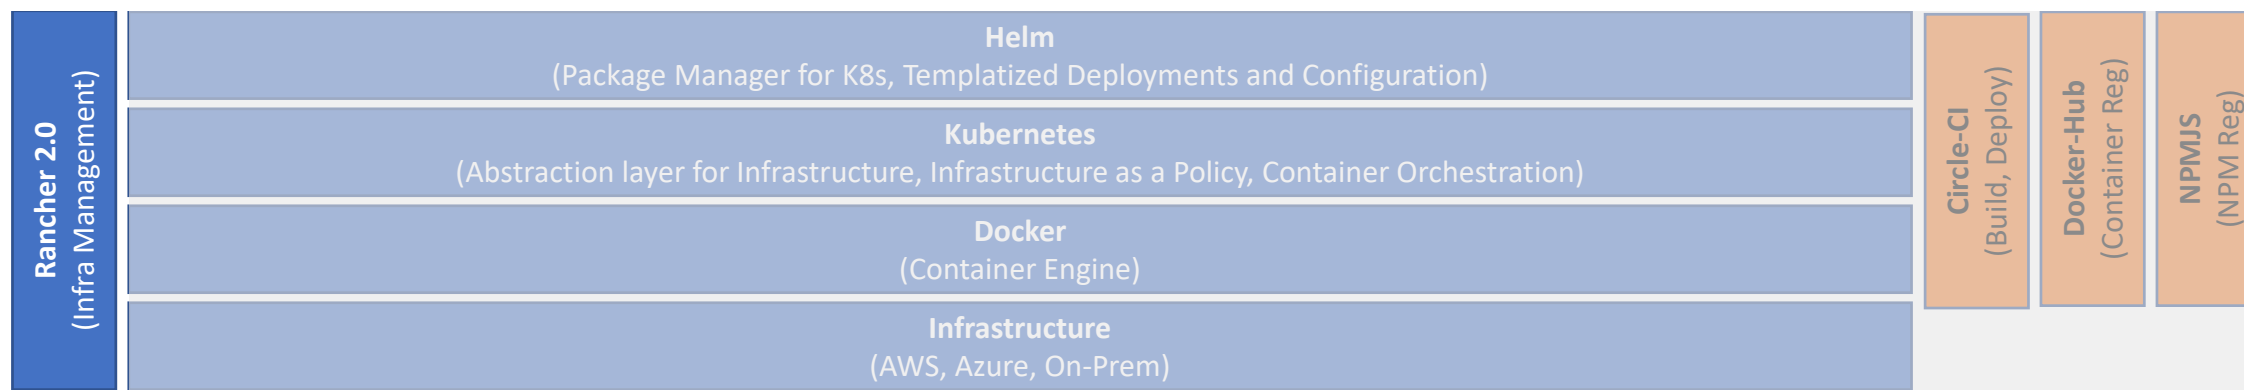 Rancher 2.0
(Infra Management)
Helm
(Package Manager for K8s, Templatized Deployments and Configuration)
Kubernetes
(Abstraction layer for Infrastructure, Infrastructure as a Policy, Container Orchestration)
Docker
(Container Engine)
Infrastructure
(AWS, Azure, On-Prem)
Circle-CI
(Build, Deploy)
Docker-Hub
(Container Reg)
NPMJS
(NPM Reg)